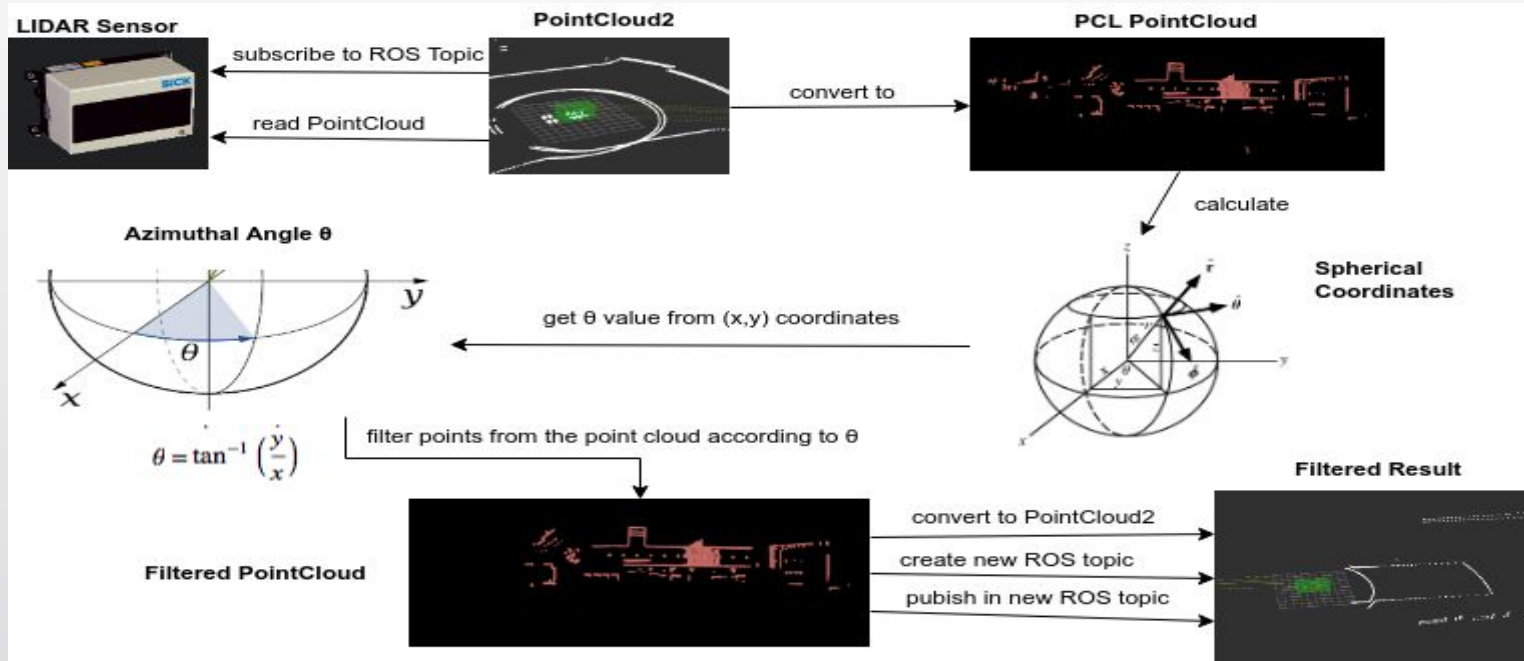 LIDAR Sensor
PointCloud2
PCL PointCloud
SICK
subscribe to ROS Topic
read PointCloud
convert to
calculate
Azimuthal Angle θ
y
x
θ
θ = tan⁻¹ (y/x)
get θ value from (x,y) coordinates
Spherical
Coordinates
z
r̂
θ̂
y
x
z
x
y
θ
filter points from the point cloud according to θ
Filtered PointCloud
convert to PointCloud2
create new ROS topic
pubish in new ROS topic
Filtered Result